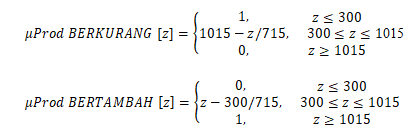 1, z ≤ 300
μProd BERKURANG [z] = { 1015 − z/715, 300 ≤ z ≤ 1015
0, z ≥ 1015
0, z ≤ 300
μProd BERTAMBAH [z] = { z − 300/715, 300 ≤ z ≤ 1015
1, z ≥ 1015